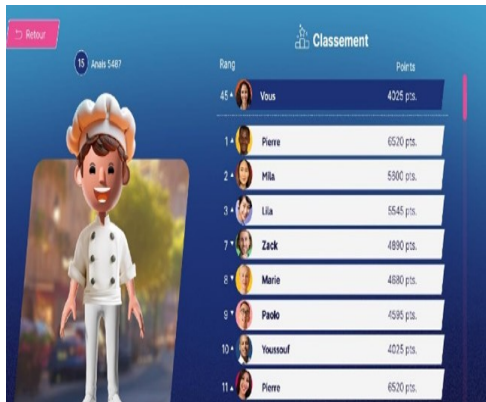 Retour
Classement
15 Anais 5487
Rang Points
45 Vous 4025 pts.
1 Pierre 6520 pts.
2 Mila 5800 pts.
3 Lila 5545 pts.
7 Zack 4890 pts.
8 Marie 4680 pts.
9 Paolo 4595 pts.
10 Youssouf 4025 pts.
11 Pierre 6520 pts.